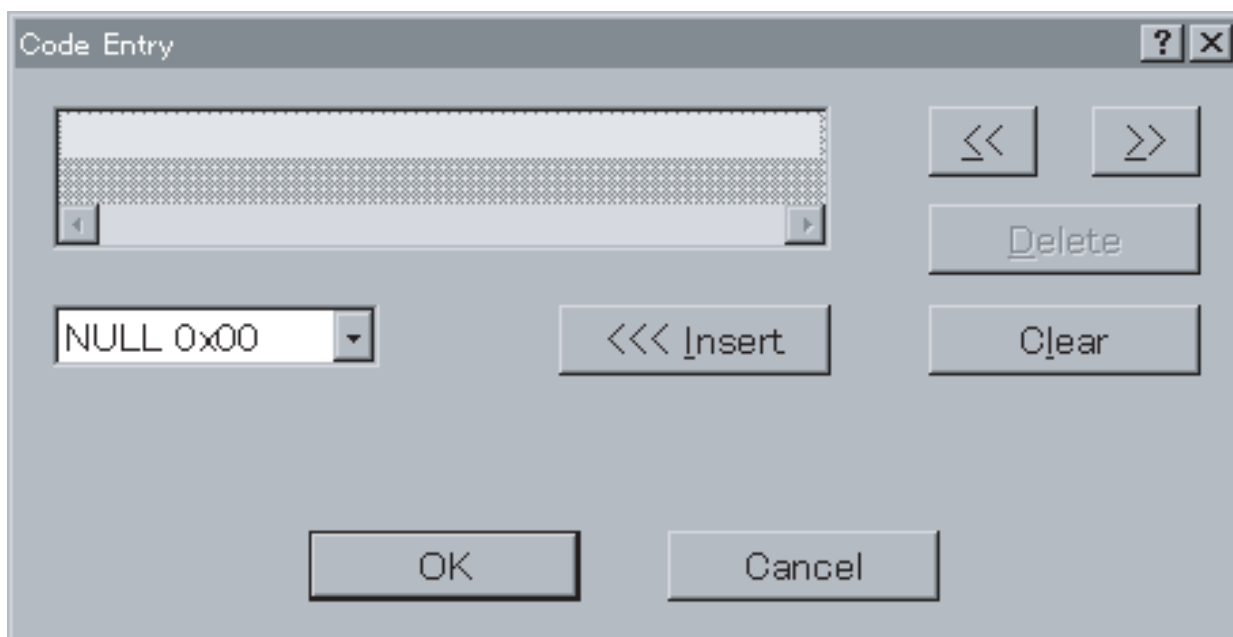 Code Entry
<< >>
Delete
NULL 0x00
<<< Insert
Clear
OK
Cancel